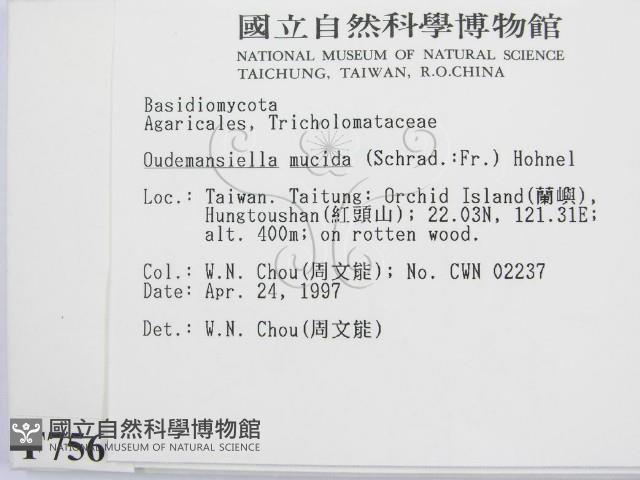 國立自然科學博物館
NATIONAL MUSEUM OF NATURAL SCIENCE
TAICHUNG, TAIWAN, R.O.CHINA
Basidiomycota
Agaricales, Tricholomataceae
Oudemansiella mucida (Schrad.:Fr.) Hohnel
Loc.: Taiwan. Taitung: Orchid Island(蘭嶼),
Hungtoushan(紅頭山); 22.03N, 121.31E;
alt. 400m; on rotten wood.
Col.: W.N. Chou(周文能); No. CWN 02237
Date: Apr. 24, 1997
Det.: W.N. Chou(周文能)
國立自然科學博物館
NATIONAL MUSEUM OF NATURAL SCIENCE
F756